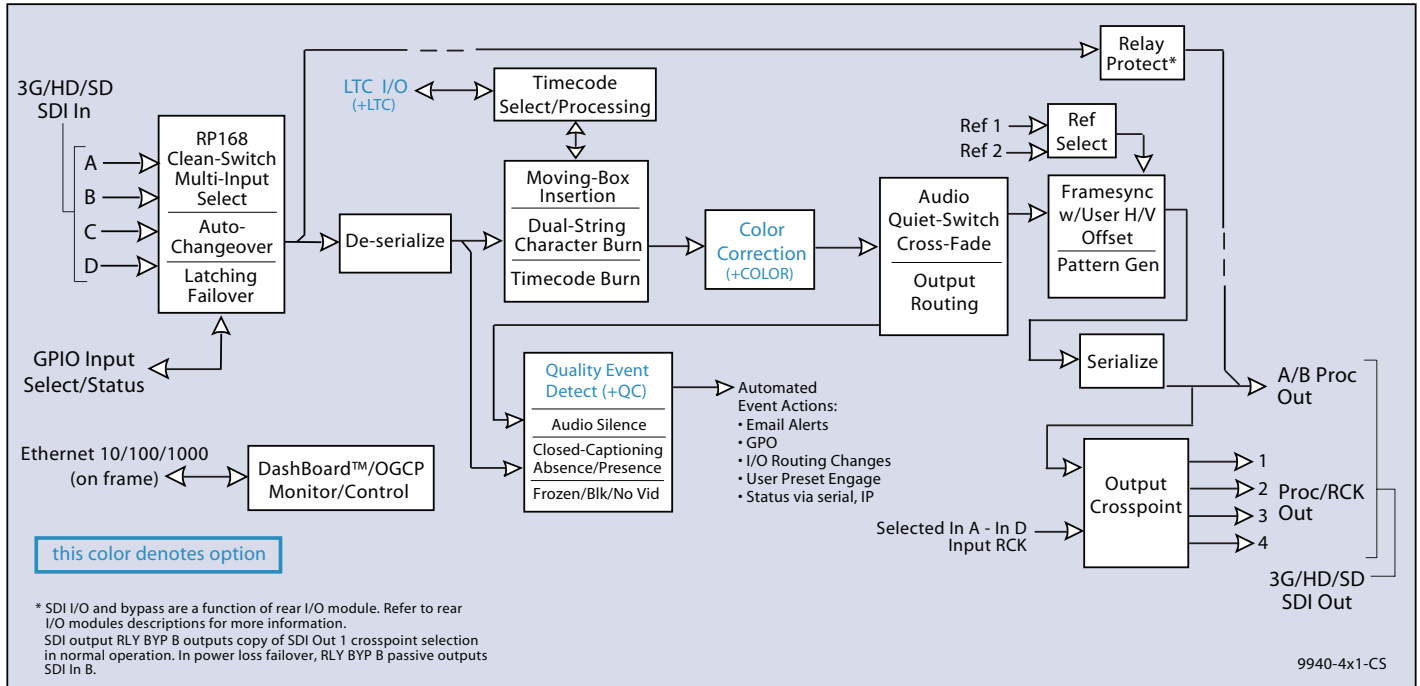 3G/HD/SD
SDI In
A
B
C
D
RP168
Clean-Switch
Multi-Input
Select
Auto-
Changeover
Latching
Failover
GPIO Input
Select/Status
LTC I/O
(+LTC)
Timecode
Select/Processing
De-serialize
Moving-Box
Insertion
Dual-String
Character Burn
Timecode Burn
Color
Correction
(+COLOR)
Audio
Quiet-Switch
Cross-Fade
Output
Routing
Relay
Protect*
Ref 1
Ref 2
Ref
Select
Framesync
w/User H/V
Offset
Pattern Gen
Serialize
A/B Proc
Out
Quality Event
Detect (+QC)
Audio Silence
Closed-Captioning
Absence/Presence
Frozen/Blk/No Vid
Automated
Event Actions:
• Email Alerts
• GPO
• I/O Routing Changes
• User Preset Engage
• Status via serial, IP
Ethernet 10/100/1000
(on frame)
DashBoard™/OGCP
Monitor/Control
Selected In A - In D
Input RCK
Output
Crosspoint
1
2
3
4
Proc/RCK
Out
3G/HD/SD
SDI Out
this color denotes option
* SDI I/O and bypass are a function of rear I/O module. Refer to rear
I/O modules descriptions for more information.
SDI output RLY BYP B outputs copy of SDI Out 1 crosspoint selection
in normal operation. In power loss failover, RLY BYP B passive outputs
SDI In B.
9940-4x1-CS